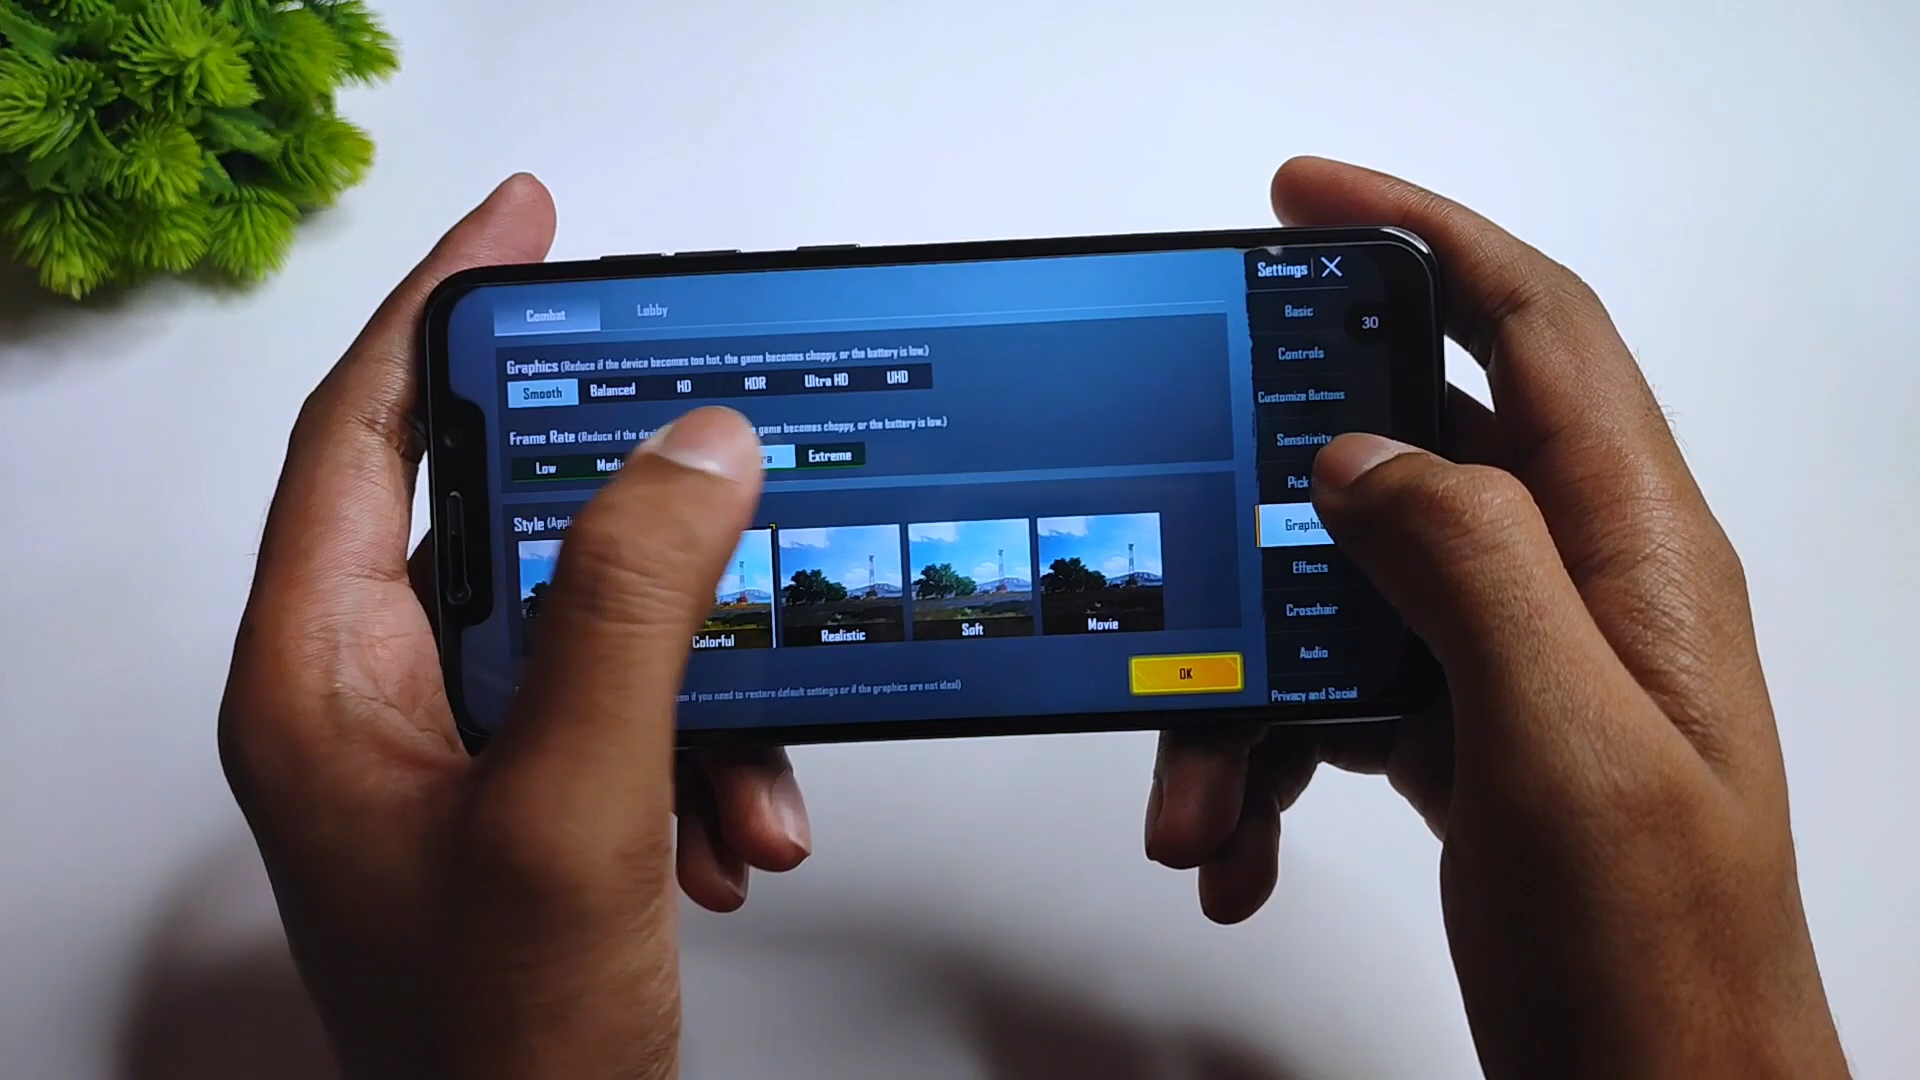 Combat Lobby
Graphics (Reduce if the device becomes too hot, the game becomes choppy, or the battery is low.)
Smooth Balanced HD HDR Ultra HD UHD
Frame Rate (Reduce if the game becomes choppy, or the battery is low.)
Low Extreme
Style
Colorful Realistic Soft Movie
if you need to restore default settings or if the graphics are not ideal)
OK
Settings
30
Basic
Controls
Customize Buttons
Sensitivity
Pick
Graphi
Effects
Crosshair
Audio
Privacy and Social